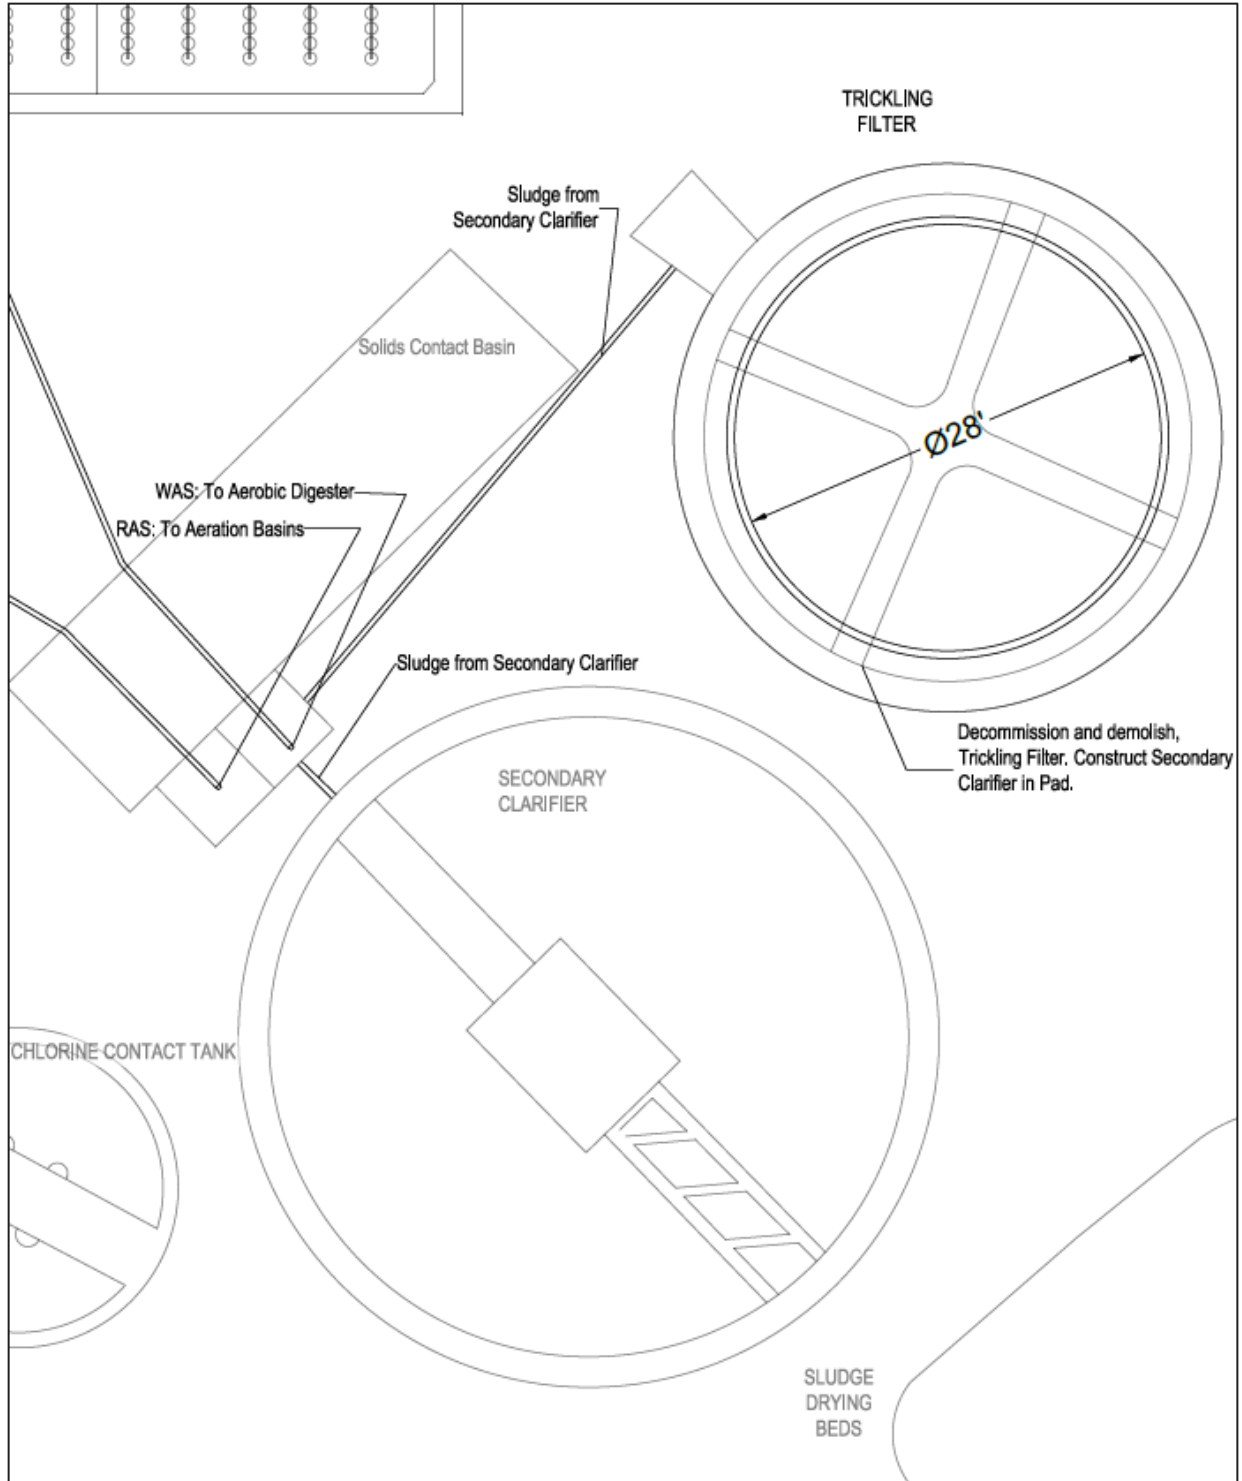 TRICKLING
FILTER
Sludge from
Secondary Clarifier
Solids Contact Basin
Ø28'
WAS: To Aerobic Digester
RAS: To Aeration Basins
Sludge from Secondary Clarifier
Decommission and demolish,
Trickling Filter. Construct Secondary
Clarifier in Pad.
SECONDARY
CLARIFIER
CHLORINE CONTACT TANK
SLUDGE
DRYING
BEDS